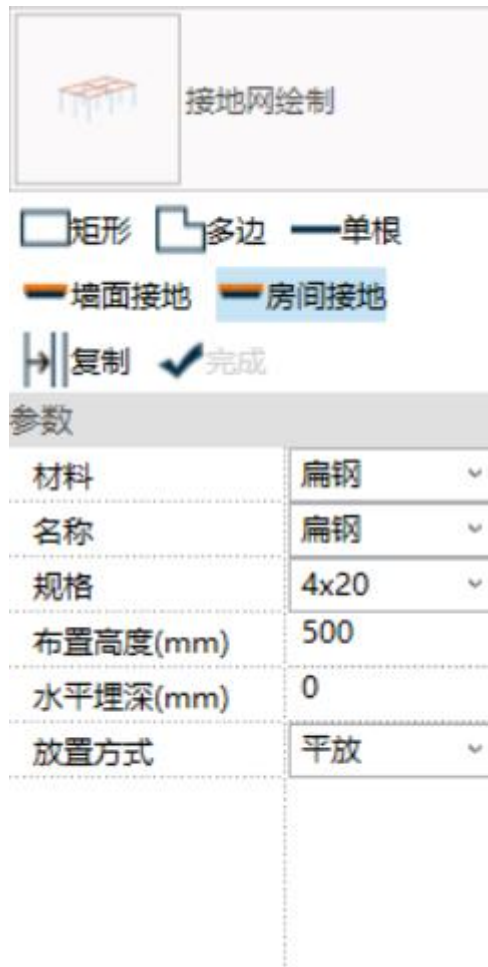 接地网绘制
矩形 多边 单根
墙面接地 房间接地
复制 完成
参数
材料 扁钢
名称 扁钢
规格 4x20
布置高度(mm) 500
水平埋深(mm) 0
放置方式 平放